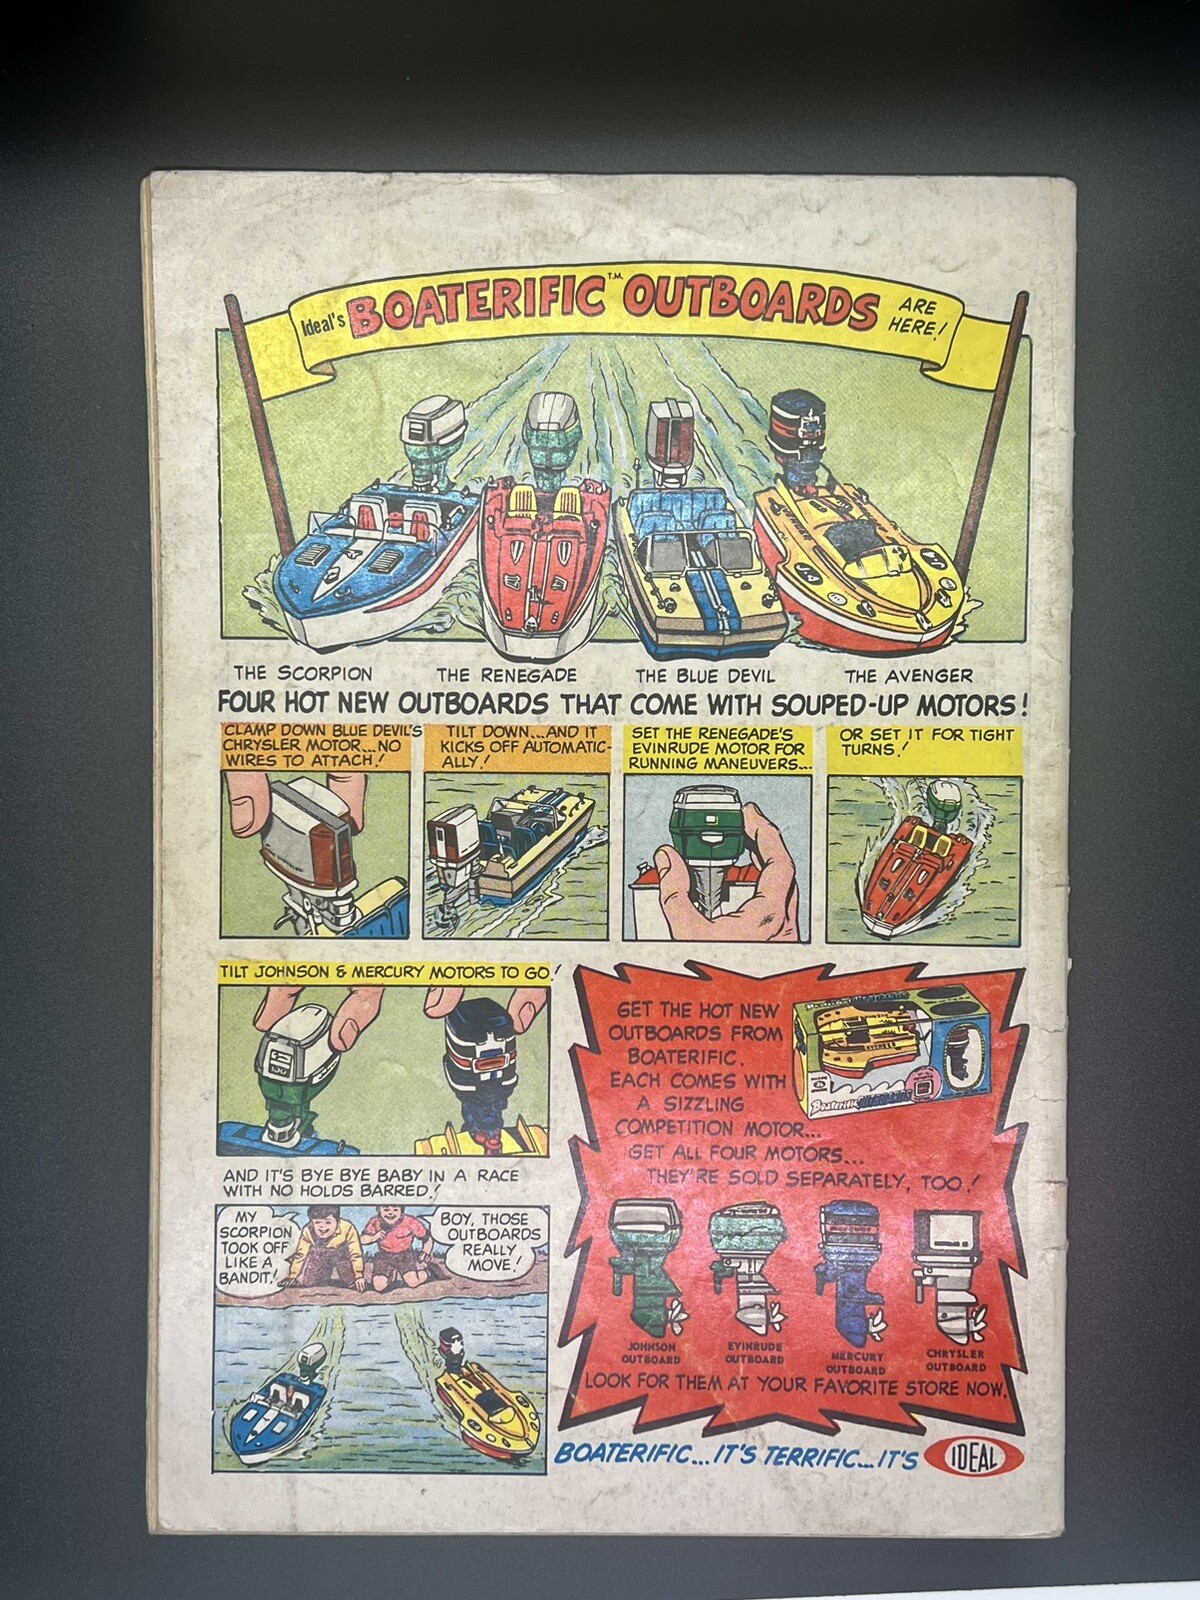 Ideal's BOATERIFIC™ OUTBOARDS ARE
HERE!
THE SCORPION THE RENEGADE THE BLUE DEVIL THE AVENGER
FOUR HOT NEW OUTBOARDS THAT COME WITH SOUPED-UP MOTORS!
CLAMP DOWN BLUE DEVIL'S
CHRYSLER MOTOR...NO
WIRES TO ATTACH!
TILT DOWN...AND IT
KICKS OFF AUTOMATIC-
ALLY!
SET THE RENEGADE'S
EVINRUDE MOTOR FOR
RUNNING MANEUVERS...
OR SET IT FOR TIGHT
TURNS!
TILT JOHNSON & MERCURY MOTORS TO GO!
AND IT'S BYE BYE BABY IN A RACE
WITH NO HOLDS BARRED!
MY
SCORPION
TOOK OFF
LIKE A
BANDIT!
BOY, THOSE
OUTBOARDS
REALLY
MOVE!
GET THE HOT NEW
OUTBOARDS FROM
BOATERIFIC.
EACH COMES WITH
A SIZZLING
COMPETITION MOTOR...
GET ALL FOUR MOTORS...
THEY'RE SOLD SEPARATELY, TOO!
Boaterific OUTBOARDS
JOHNSON
OUTBOARD
EVINRUDE
OUTBOARD
MERCURY
OUTBOARD
CHRYSLER
OUTBOARD
LOOK FOR THEM AT YOUR FAVORITE STORE NOW.
BOATERIFIC...IT'S TERRIFIC...IT'S IDEAL